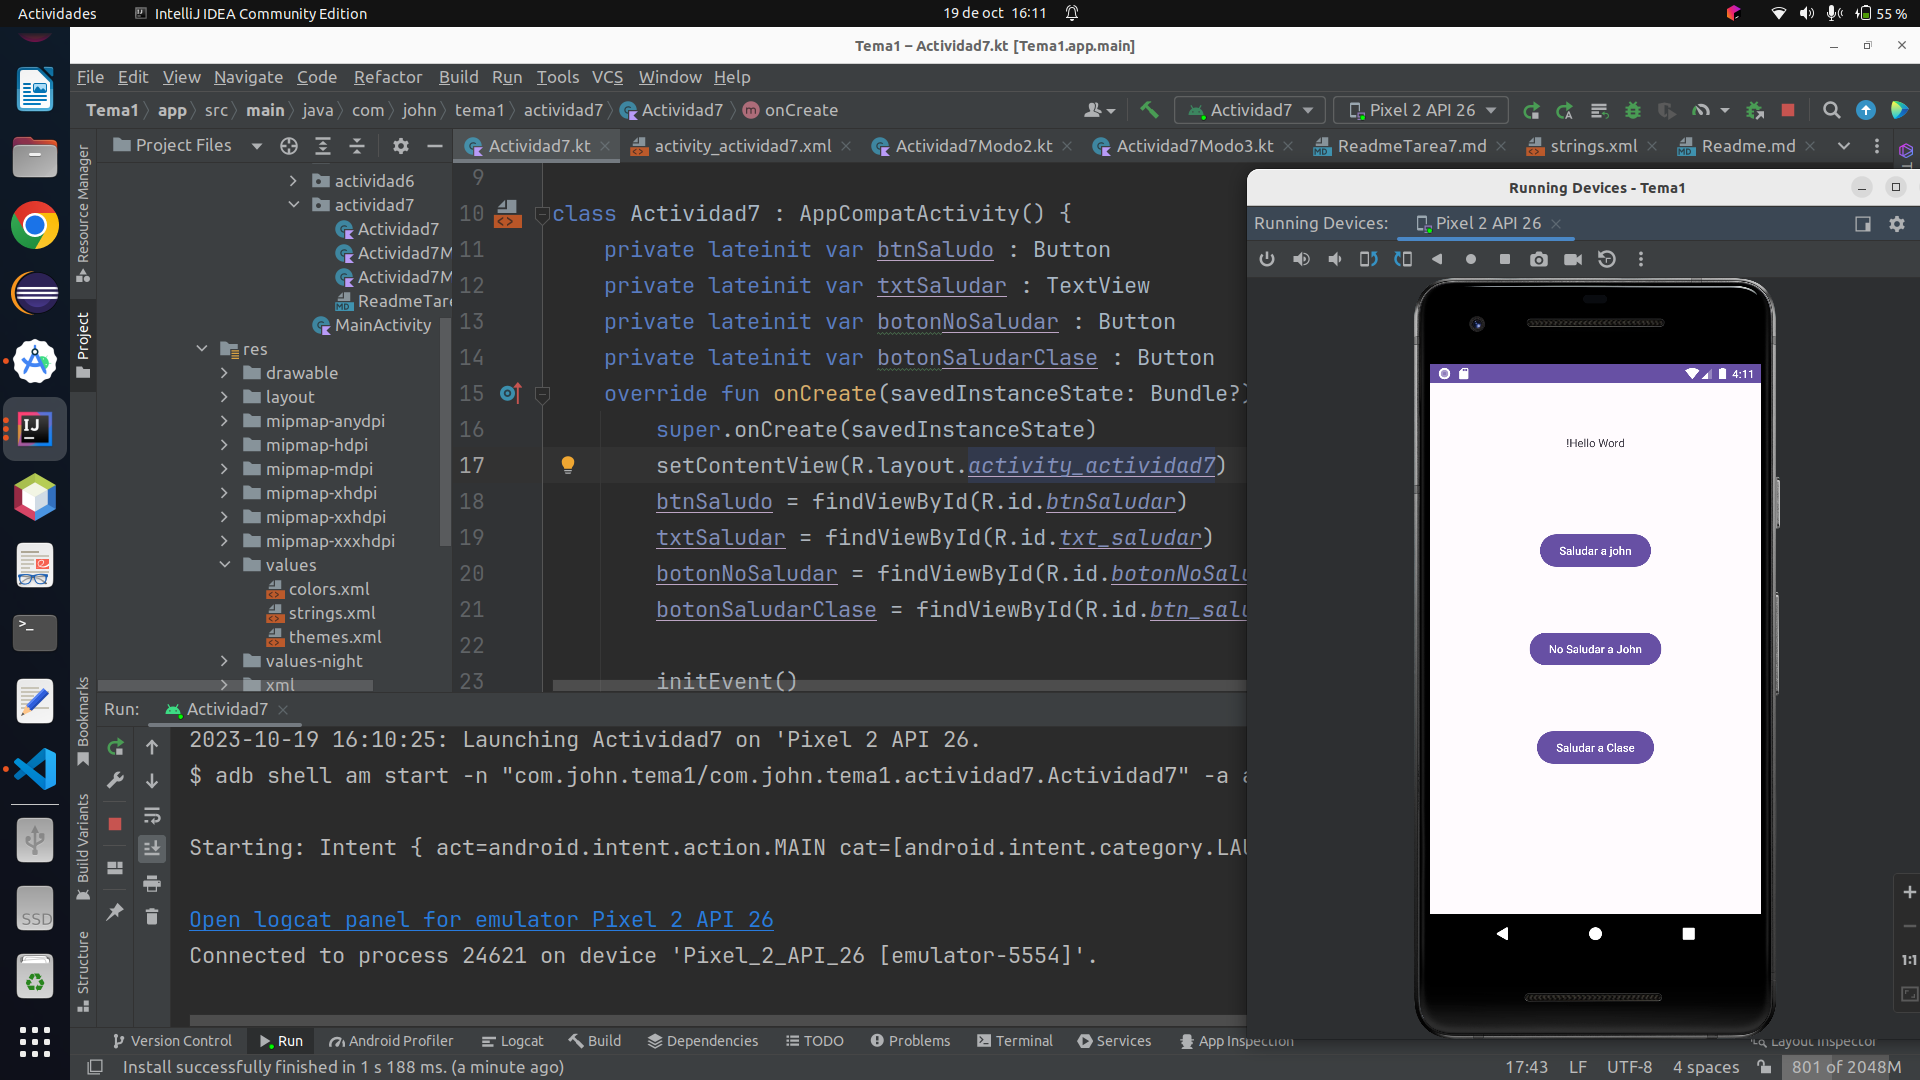 Actividades
IntelliJ IDEA Community Edition
19 de oct 16:11
55 %
Tema1 – Actividad7.kt [Tema1.app.main]
File Edit View Navigate Code Refactor Build Run Tools VCS Window Help
Tema1 app src main java com john tema1 actividad7 Actividad7 onCreate
Actividad7 Pixel 2 API 26
Project Files
Actividad7.kt activity_actividad7.xml Actividad7Modo2.kt Actividad7Modo3.kt ReadmeTarea7.md strings.xml Readme.md
Resource Manager
Project
Bookmarks
Build Variants
Structure
actividad6
actividad7
Actividad7
Actividad7M
Actividad7M
ReadmeTare
MainActivity
res
drawable
layout
mipmap-anydpi
mipmap-hdpi
mipmap-mdpi
mipmap-xhdpi
mipmap-xxhdpi
mipmap-xxxhdpi
values
colors.xml
strings.xml
themes.xml
values-night
xml
9
10 class Actividad7 : AppCompatActivity() {
11 private lateinit var btnSaludo : Button
12 private lateinit var txtSaludar : TextView
13 private lateinit var botonNoSaludar : Button
14 private lateinit var botonSaludarClase : Button
15 override fun onCreate(savedInstanceState: Bundle?)
16 super.onCreate(savedInstanceState)
17 setContentView(R.layout.activity_actividad7)
18 btnSaludo = findViewById(R.id.btnSaludar)
19 txtSaludar = findViewById(R.id.txt_saludar)
20 botonNoSaludar = findViewById(R.id.botonNoSalu
21 botonSaludarClase = findViewById(R.id.btn_salu
22
23 initEvent()
Running Devices - Tema1
Running Devices: Pixel 2 API 26
4:11
!Hello Word
Saludar a john
No Saludar a John
Saludar a Clase
1:1
Run: Actividad7
2023-10-19 16:10:25: Launching Actividad7 on 'Pixel 2 API 26.
$ adb shell am start -n "com.john.tema1/com.john.tema1.actividad7.Actividad7" -a a
Starting: Intent { act=android.intent.action.MAIN cat=[android.intent.category.LAU
Open logcat panel for emulator Pixel 2 API 26
Connected to process 24621 on device 'Pixel_2_API_26 [emulator-5554]'.
SSD
Version Control Run Android Profiler Logcat Build Dependencies TODO Problems Terminal Services App Inspection Layout Inspector
Install successfully finished in 1 s 188 ms. (a minute ago)
17:43 LF UTF-8 4 spaces 801 of 2048M